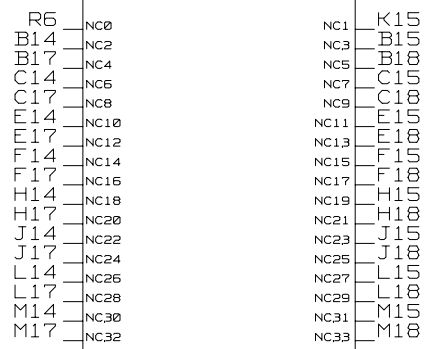 R6 NC0 NC1 K15
B14 NC2 NC3 B15
B17 NC4 NC5 B18
C14 NC6 NC7 C15
C17 NC8 NC9 C18
E14 NC10 NC11 E15
E17 NC12 NC13 E18
F14 NC14 NC15 F15
F17 NC16 NC17 F18
H14 NC18 NC19 H15
H17 NC20 NC21 H18
J14 NC22 NC23 J15
J17 NC24 NC25 J18
L14 NC26 NC27 L15
L17 NC28 NC29 L18
M14 NC30 NC31 M15
M17 NC32 NC33 M18